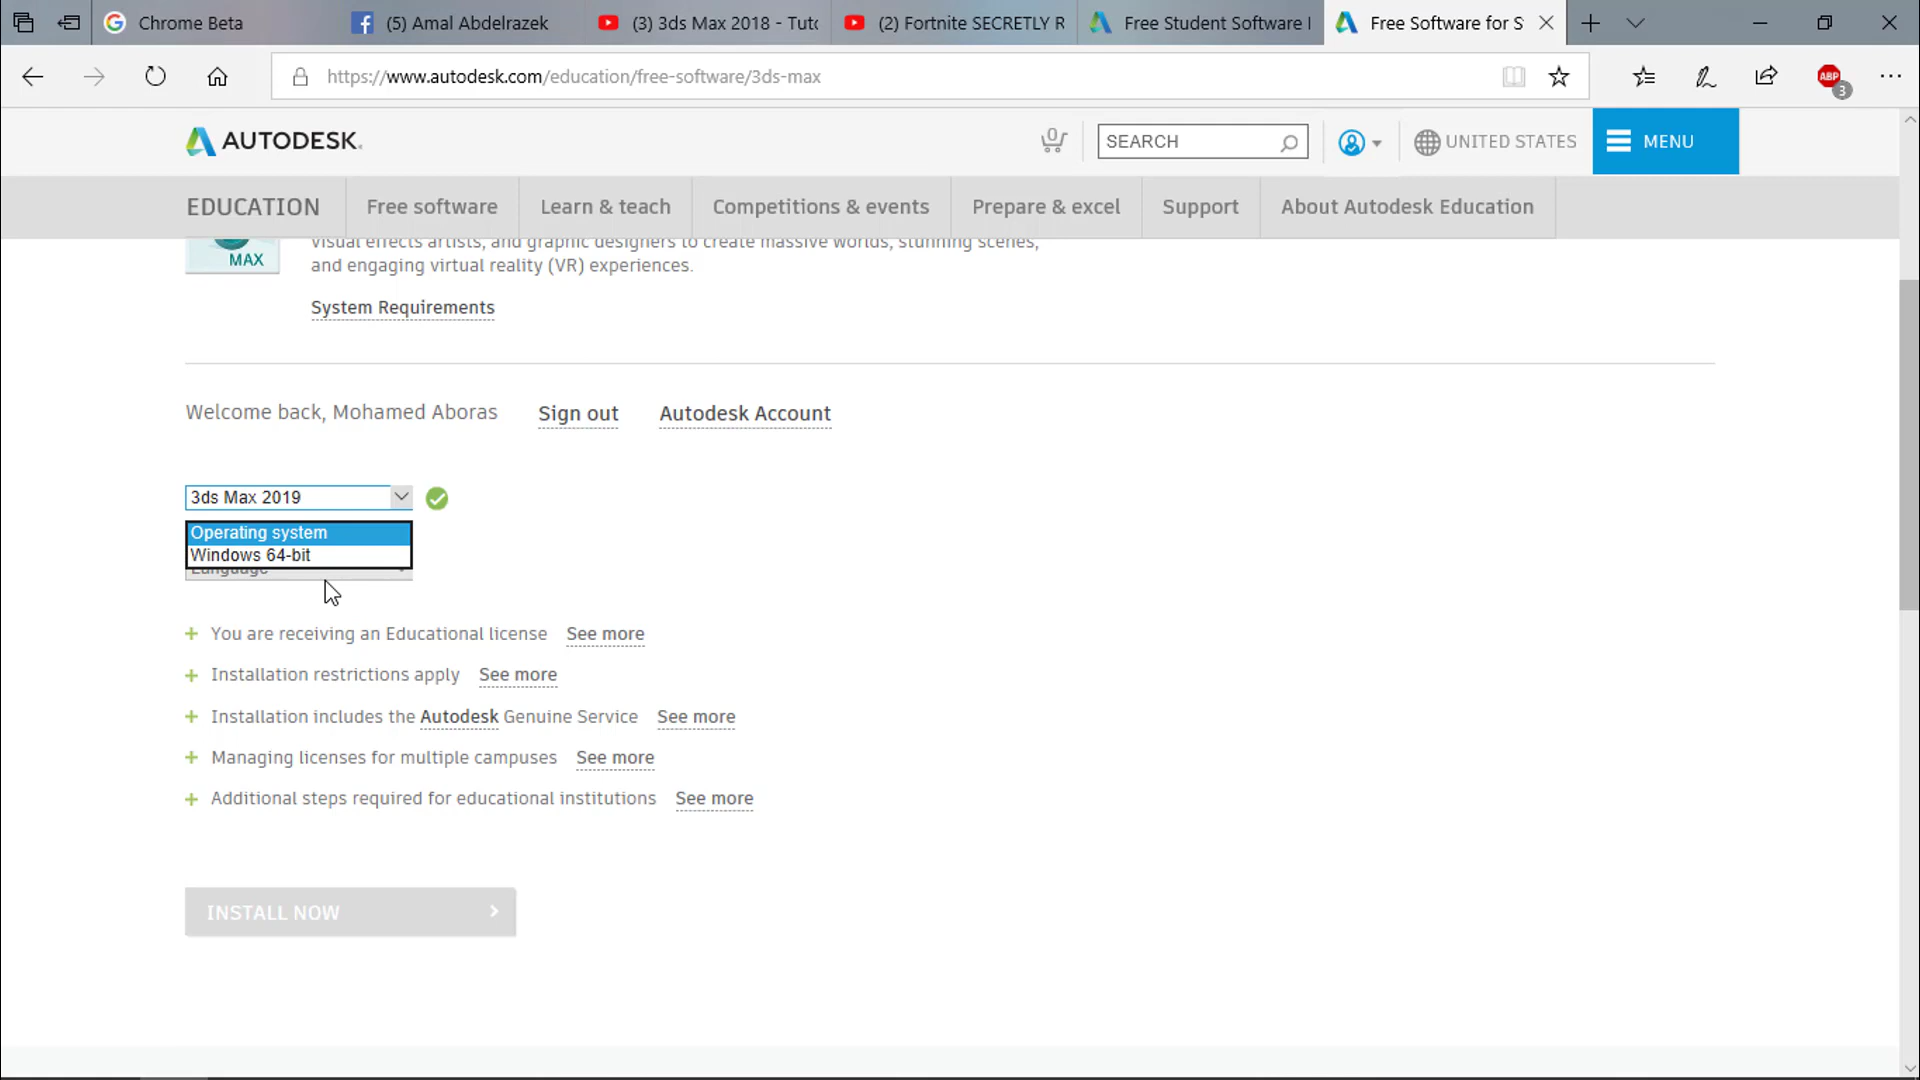 Chrome Beta
(5) Amal Abdelrazek
(3) 3ds Max 2018 - Tuto
(2) Fortnite SECRETLY R
Free Student Software
Free Software for S
https://www.autodesk.com/education/free-software/3ds-max
ABP
3
AUTODESK.
0
SEARCH
UNITED STATES
MENU
EDUCATION
Free software
Learn & teach
Competitions & events
Prepare & excel
Support
About Autodesk Education
MAX
visual effects artists, and graphic designers to create massive worlds, stunning scenes,
and engaging virtual reality (VR) experiences.
System Requirements
Welcome back, Mohamed Aboras
Sign out
Autodesk Account
3ds Max 2019
Operating system
Windows 64-bit
Language
+ You are receiving an Educational license See more
+ Installation restrictions apply See more
+ Installation includes the Autodesk Genuine Service See more
+ Managing licenses for multiple campuses See more
+ Additional steps required for educational institutions See more
INSTALL NOW